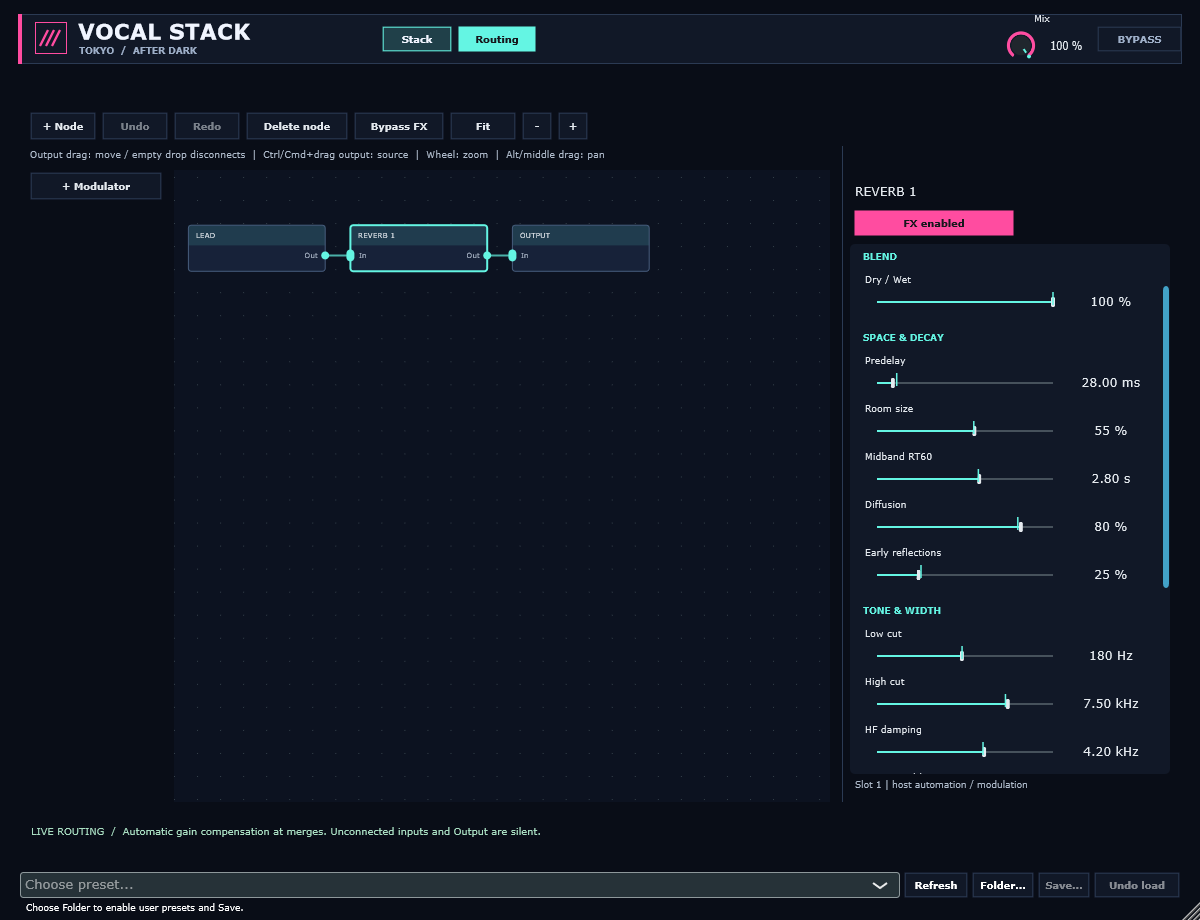 VOCAL STACK
TOKYO / AFTER DARK
Stack
Routing
Mix
100 %
BYPASS
+ Node
Undo
Redo
Delete node
Bypass FX
Fit
-
+
Output drag: move / empty drop disconnects | Ctrl/Cmd+drag output: source | Wheel: zoom | Alt/middle drag: pan
+ Modulator
LEAD
Out
REVERB 1
In
Out
OUTPUT
In
REVERB 1
FX enabled
BLEND
Dry / Wet
100 %
SPACE & DECAY
Predelay
28.00 ms
Room size
55 %
Midband RT60
2.80 s
Diffusion
80 %
Early reflections
25 %
TONE & WIDTH
Low cut
180 Hz
High cut
7.50 kHz
HF damping
4.20 kHz
Slot 1 | host automation / modulation
LIVE ROUTING / Automatic gain compensation at merges. Unconnected inputs and Output are silent.
Choose preset...
Refresh
Folder...
Save...
Undo load
Choose Folder to enable user presets and Save.